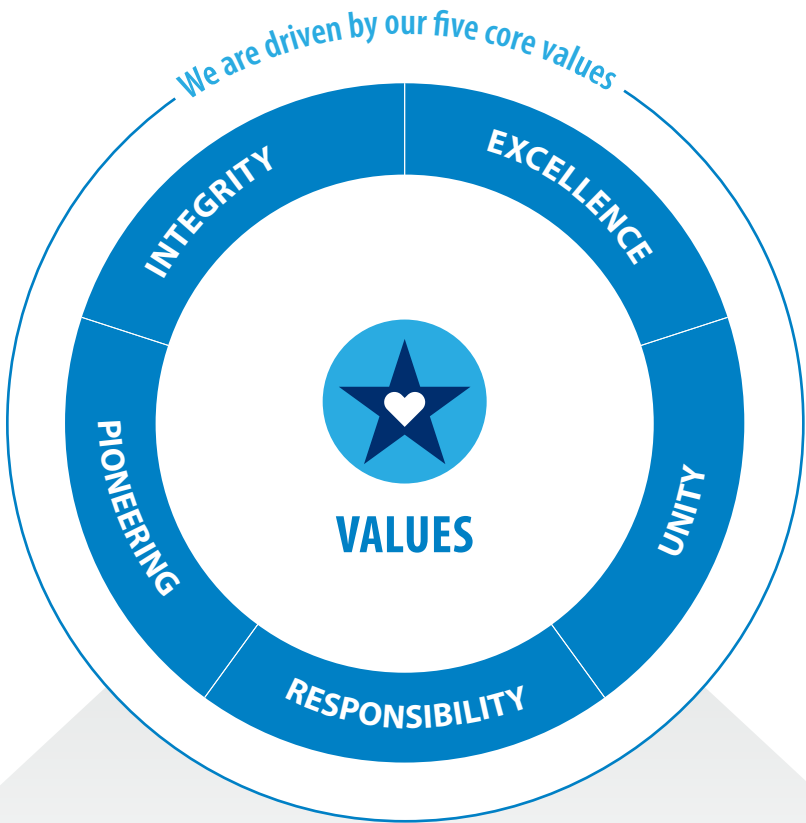 We are driven by our five core values
INTEGRITY
EXCELLENCE
PIONEERING
UNITY
RESPONSIBILITY
VALUES